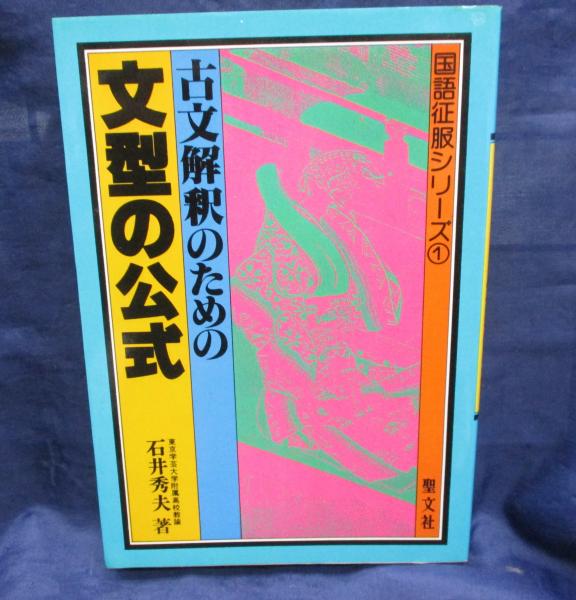 国語征服シリーズ①
古文解釈のための
文型の公式
東京学芸大学附属高校教諭
石井秀夫 著
聖文社